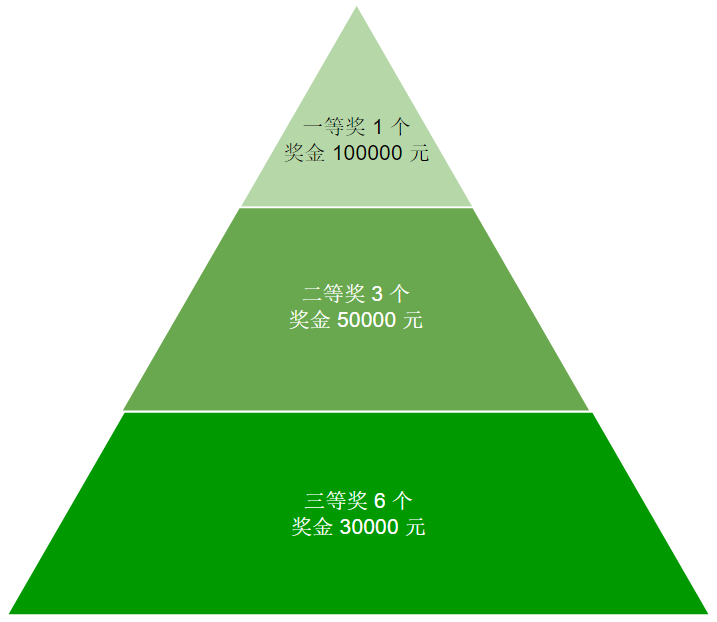 一等奖 1 个
奖金 100000 元
二等奖 3 个
奖金 50000 元
三等奖 6 个
奖金 30000 元